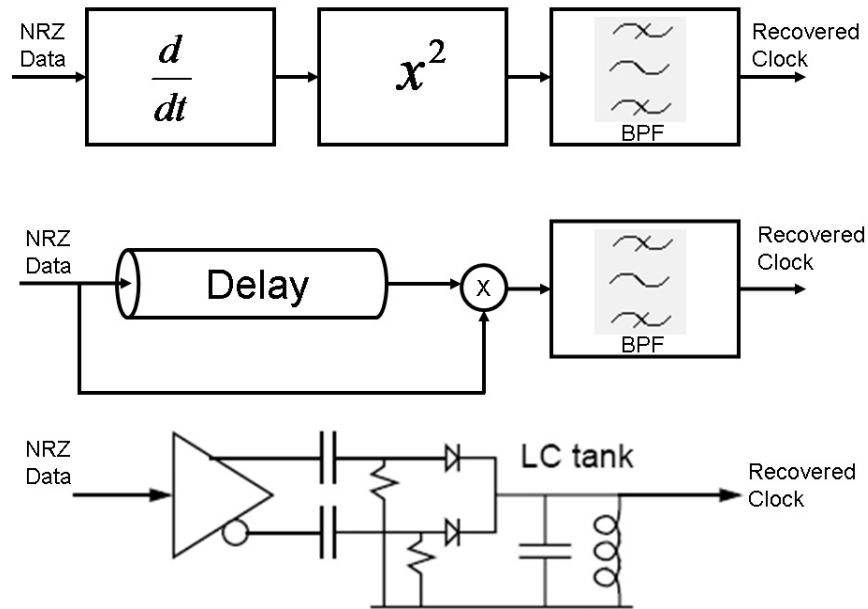 NRZ
Data
d
dt
x²
BPF
Recovered
Clock
NRZ
Data
Delay
X
BPF
Recovered
Clock
NRZ
Data
LC tank
Recovered
Clock